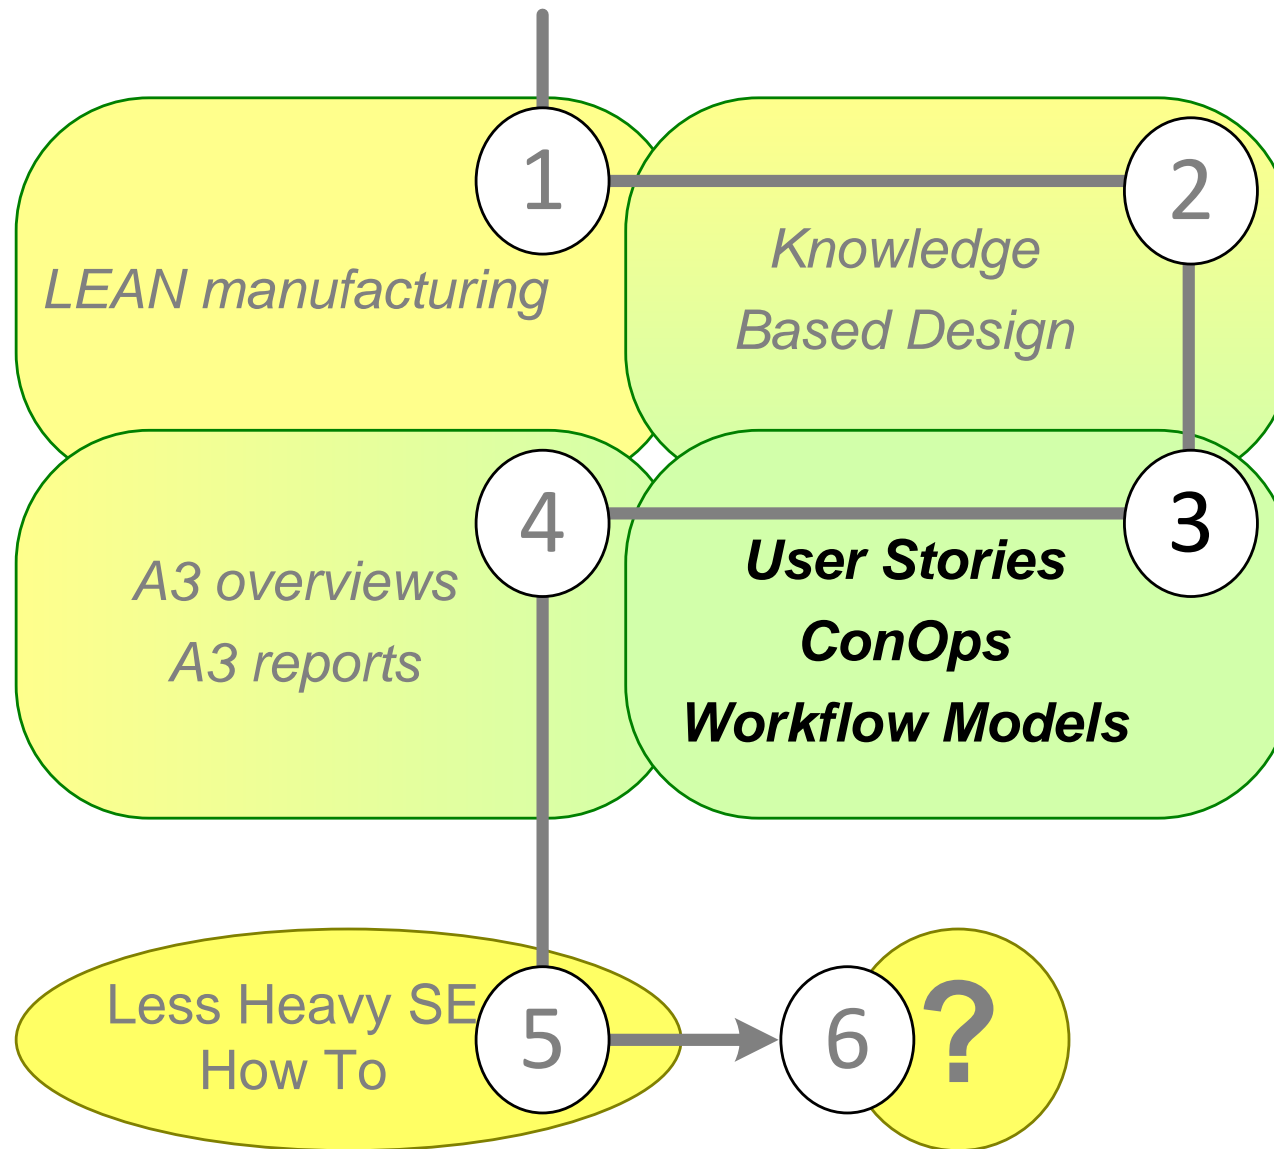 1
LEAN manufacturing
2
Knowledge
Based Design
3
User Stories
ConOps
Workflow Models
4
A3 overviews
A3 reports
5
Less Heavy SE
How To
6
?